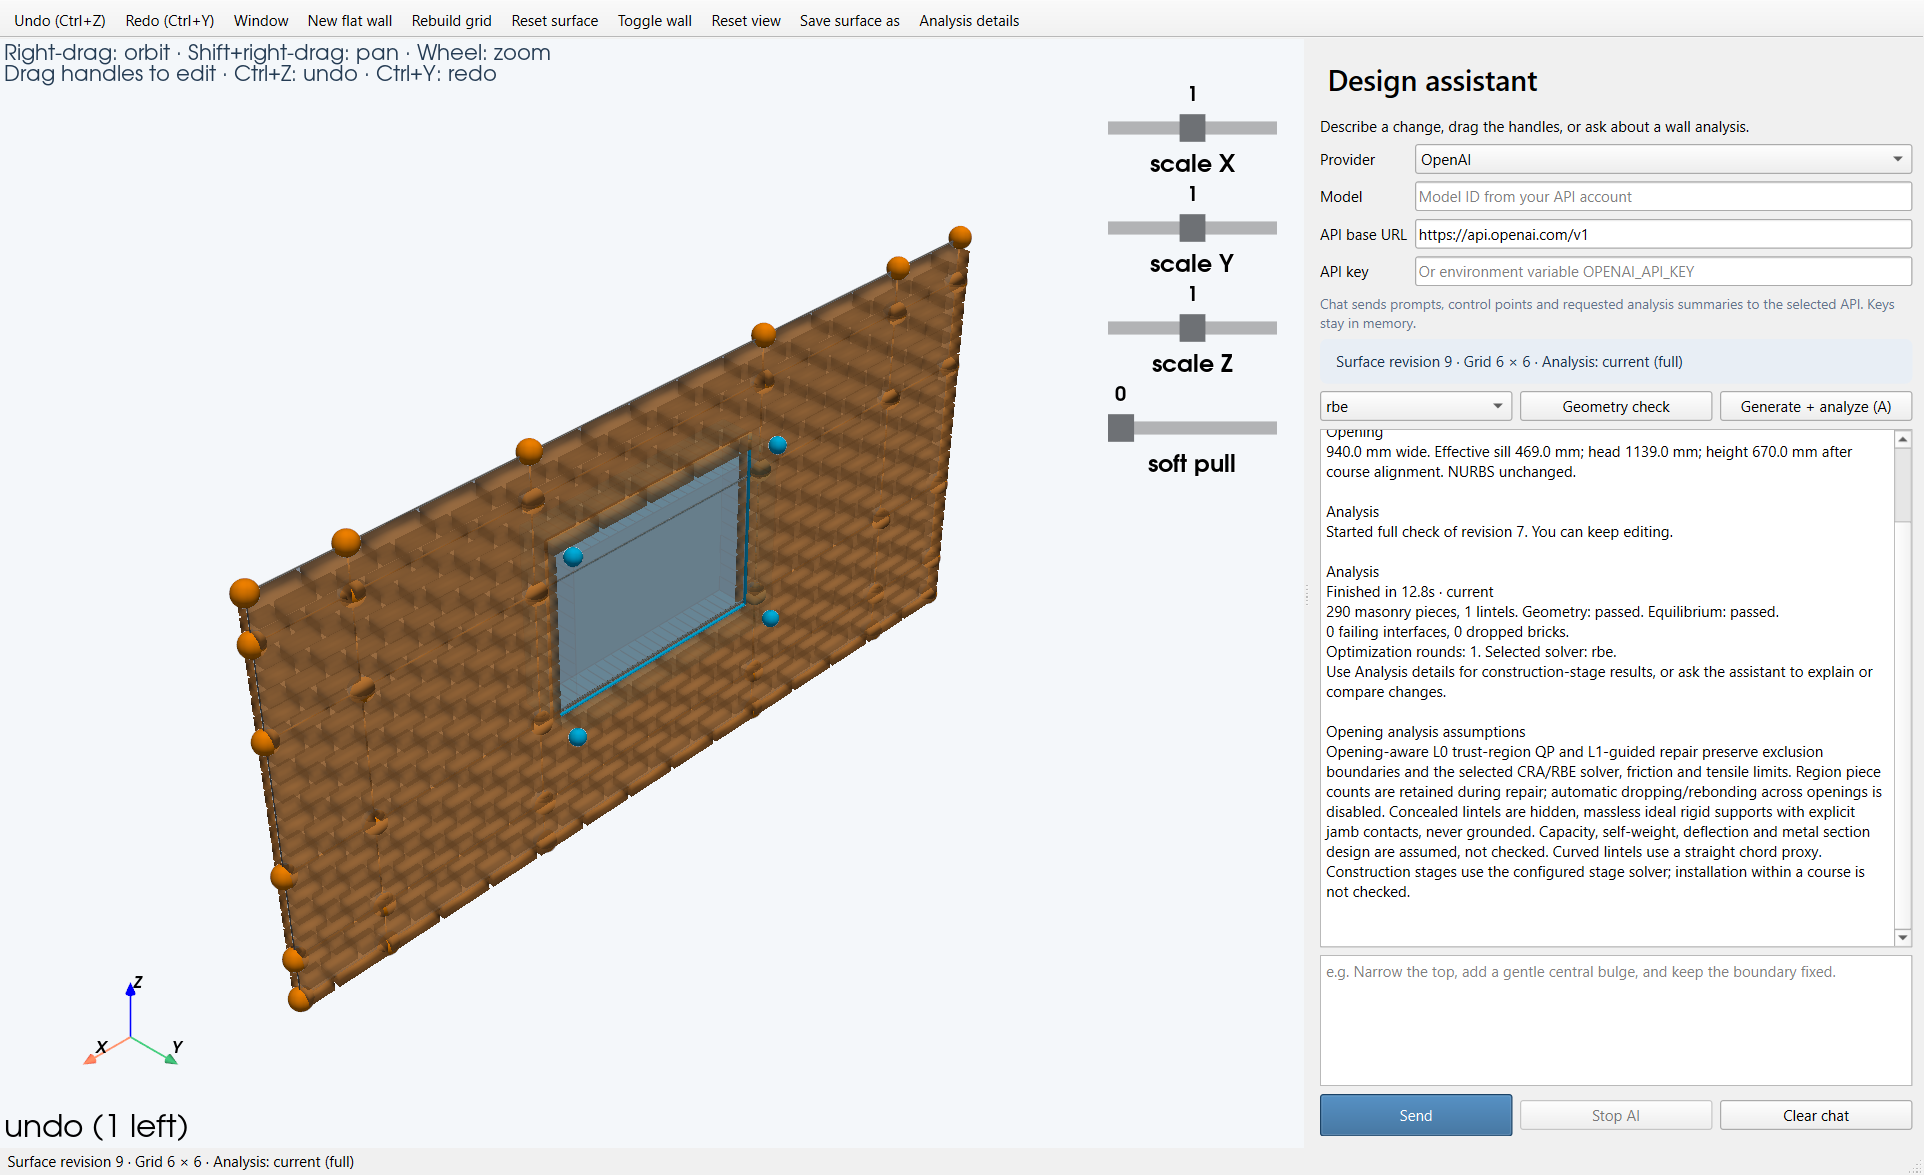 Undo (Ctrl+Z) Redo (Ctrl+Y) Window New flat wall Rebuild grid Reset surface Toggle wall Reset view Save surface as Analysis details
Right-drag: orbit · Shift+right-drag: pan · Wheel: zoom
Drag handles to edit · Ctrl+Z: undo · Ctrl+Y: redo
1
scale X
1
scale Y
1
scale Z
0
soft pull
X
Y
Z
undo (1 left)
Design assistant
Describe a change, drag the handles, or ask about a wall analysis.
Provider OpenAI
Model Model ID from your API account
API base URL https://api.openai.com/v1
API key Or environment variable OPENAI_API_KEY
Chat sends prompts, control points and requested analysis summaries to the selected API. Keys
stay in memory.
Surface revision 9 · Grid 6 × 6 · Analysis: current (full)
rbe Geometry check Generate + analyze (A)
Opening
940.0 mm wide. Effective sill 469.0 mm; head 1139.0 mm; height 670.0 mm after
course alignment. NURBS unchanged.
Analysis
Started full check of revision 7. You can keep editing.
Analysis
Finished in 12.8s · current
290 masonry pieces, 1 lintels. Geometry: passed. Equilibrium: passed.
0 failing interfaces, 0 dropped bricks.
Optimization rounds: 1. Selected solver: rbe.
Use Analysis details for construction-stage results, or ask the assistant to explain or
compare changes.
Opening analysis assumptions
Opening-aware L0 trust-region QP and L1-guided repair preserve exclusion
boundaries and the selected CRA/RBE solver, friction and tensile limits. Region piece
counts are retained during repair; automatic dropping/rebonding across openings is
disabled. Concealed lintels are hidden, massless ideal rigid supports with explicit
jamb contacts, never grounded. Capacity, self-weight, deflection and metal section
design are assumed, not checked. Curved lintels use a straight chord proxy.
Construction stages use the configured stage solver; installation within a course is
not checked.
e.g. Narrow the top, add a gentle central bulge, and keep the boundary fixed.
Send Stop AI Clear chat
Surface revision 9 · Grid 6 × 6 · Analysis: current (full)